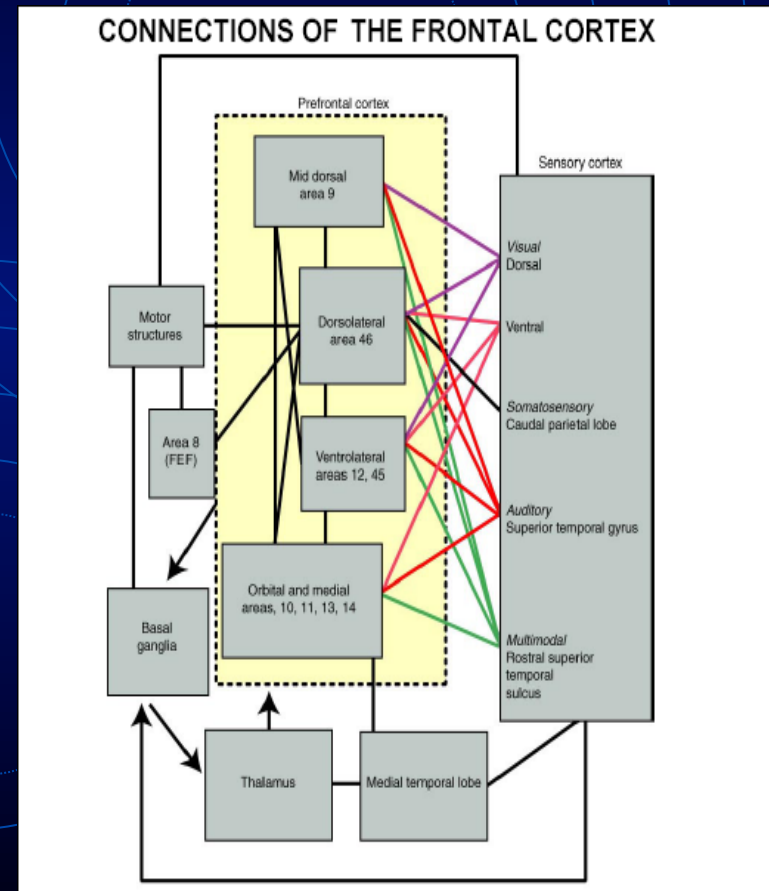 CONNECTIONS OF THE FRONTAL CORTEX
Prefrontal cortex
Mid dorsal
area 9
Sensory cortex
Visual
Dorsal
Motor
structures
Dorsolateral
area 46
Ventral
Somatosensory
Caudal parietal lobe
Area 8
(FEF)
Ventrolateral
areas 12, 45
Auditory
Superior temporal gyrus
Orbital and medial
areas, 10, 11, 13, 14
Basal
ganglia
Multimodal
Rostral superior
temporal
sulcus
Thalamus
Medial temporal lobe